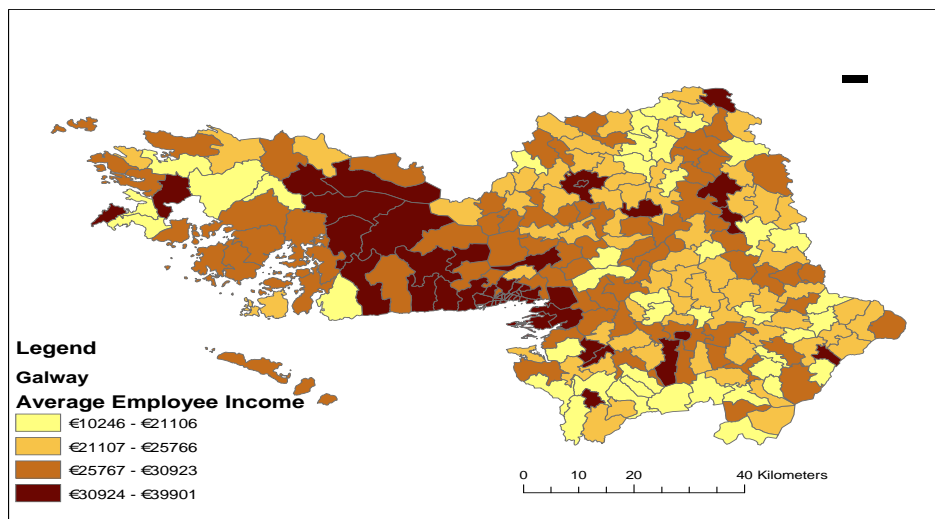 Legend
Galway
Average Employee Income
€10246 - €21106
€21107 - €25766
€25767 - €30923
€30924 - €39901
0 10 20 40 Kilometers